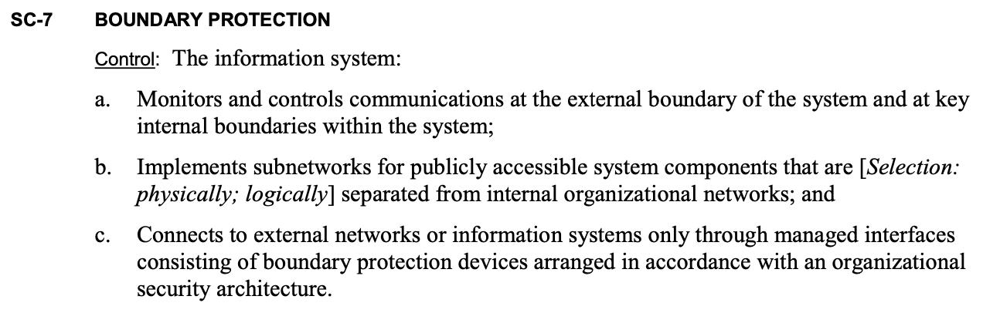 SC-7 BOUNDARY PROTECTION
Control: The information system:
a. Monitors and controls communications at the external boundary of the system and at key
internal boundaries within the system;
b. Implements subnetworks for publicly accessible system components that are [Selection:
physically; logically] separated from internal organizational networks; and
c. Connects to external networks or information systems only through managed interfaces
consisting of boundary protection devices arranged in accordance with an organizational
security architecture.